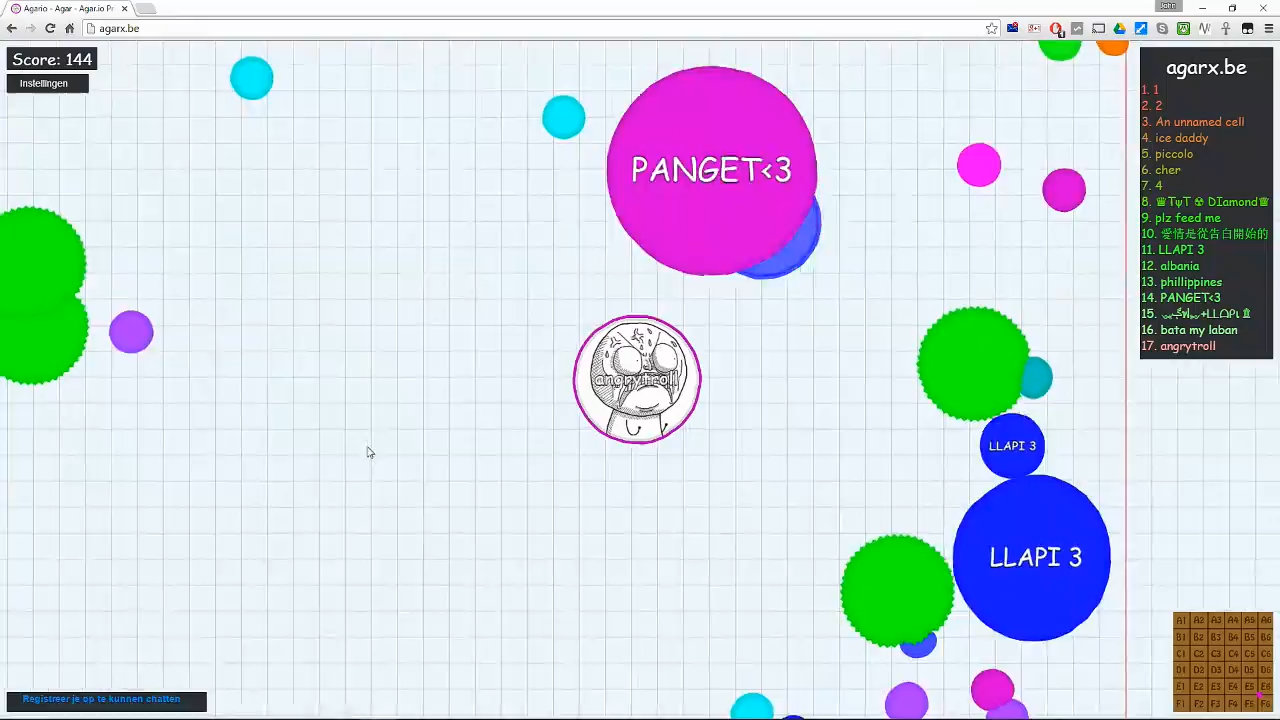 Agario - Agar - Agar.io Pr
John
agarx.be
Score: 144
Instellingen
PANGET<3
angrytroll
LLAPI 3
LLAPI 3
agarx.be
1. 1
2. 2
3. An unnamed cell
4. ice daddy
5. piccolo
6. cher
7. 4
8. ♛TψT ☢ DIamond♛
9. plz feed me
10. 愛情是從告白開始的
11. LLAPI 3
12. albania
13. phillippines
14. PANGET<3
15.
16. bata my laban
17. angrytroll
A1 A2 A3 A4 A5 A6
B1 B2 B3 B4 B5 B6
C1 C2 C3 C4 C5 C6
D1 D2 D3 D4 D5 D6
E1 E2 E3 E4 E5 E6
F1 F2 F3 F4 F5 F6
Registreer je op te kunnen chatten